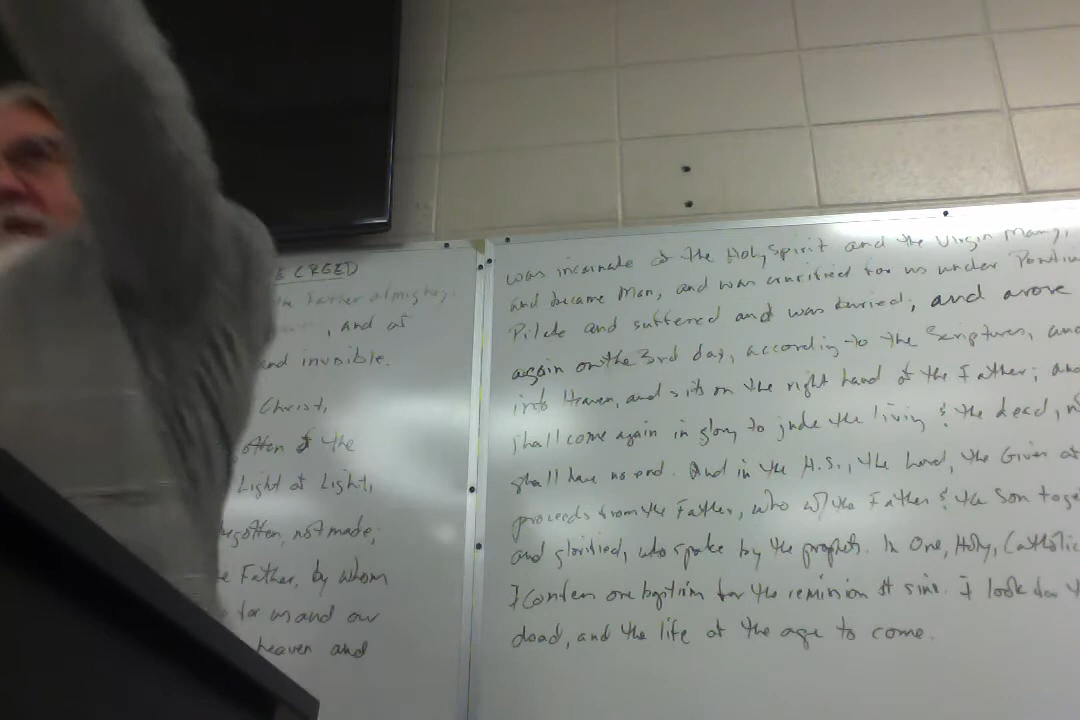 E CREED
the Father almighty,
, and of
and invisible.
Christ,
otten of the
Light of Light,
begotten, not made;
e Father, by whom
for us and our
heaven and
was incarnate of the Holy Spirit and the Virgin Mary,
and became Man, and was crucified for us under Pontiu
Pilate and suffered and was buried; and arose
again on the 3rd day, according to the Scriptures, and
into Heaven, and sits on the right hand of the Father; and
shall come again in glory to jude the living & the dead,
shall have no end. And in the H.S., the Lord, the Giver of
proceeds from the Father, who w/ the Father & the Son toge
and glorified, who spoke by the prophets. In One, Holy, Catholic
I confess one baptism for the remission of sins. I look for t
dead, and the life of the age to come.